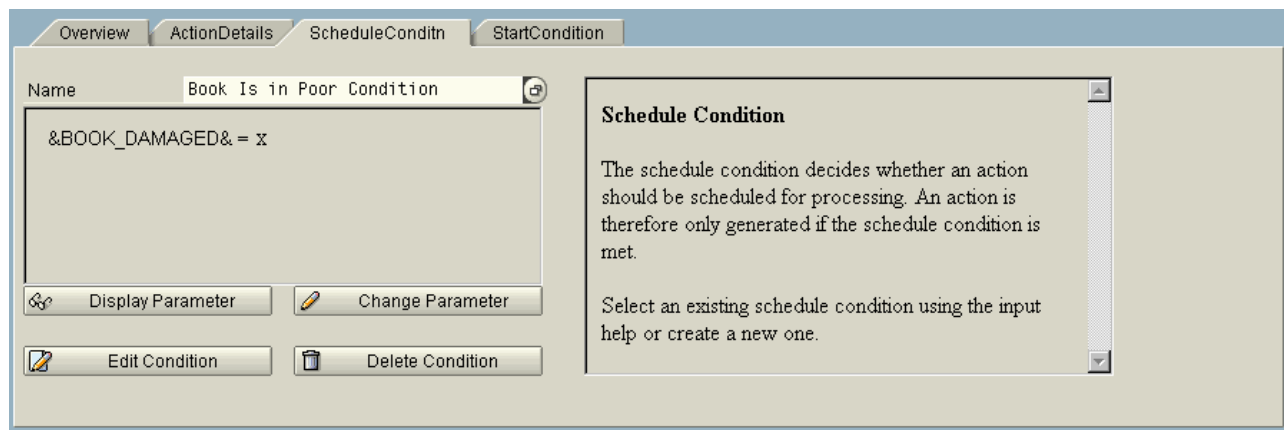 Overview ActionDetails ScheduleConditn StartCondition
Name Book Is in Poor Condition
&BOOK_DAMAGED& = X
Display Parameter Change Parameter
Edit Condition Delete Condition
Schedule Condition
The schedule condition decides whether an action
should be scheduled for processing. An action is
therefore only generated if the schedule condition is
met.
Select an existing schedule condition using the input
help or create a new one.